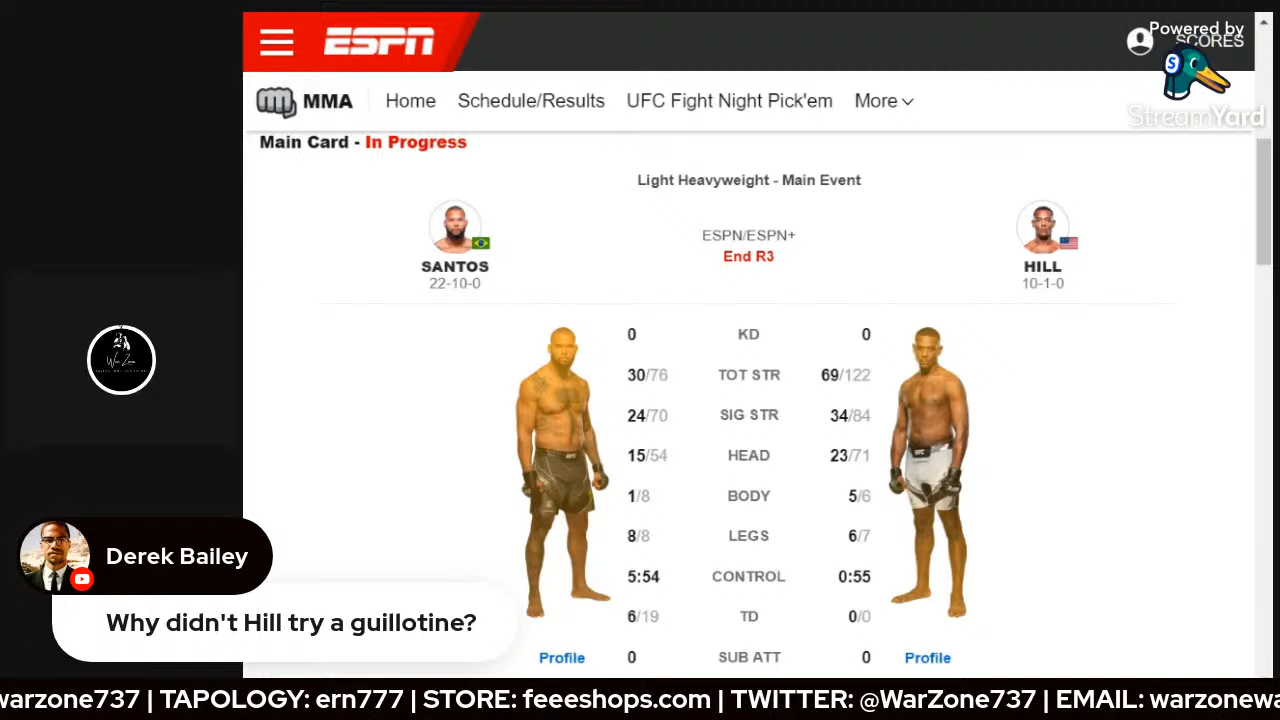 Powered by
SCORES
ESPN
StreamYard
MMA Home Schedule/Results UFC Fight Night Pick'em More
Main Card - In Progress
Light Heavyweight - Main Event
ESPN/ESPN+
End R3
SANTOS
22-10-0
HILL
10-1-0
0 KD 0
30/76 TOT STR 69/122
24/70 SIG STR 34/84
15/54 HEAD 23/71
1/8 BODY 5/6
8/8 LEGS 6/7
5:54 CONTROL 0:55
6/19 TD 0/0
0 SUB ATT 0
Profile Profile
War Zone
Derek Bailey
Why didn't Hill try a guillotine?
warzone737 | TAPOLOGY: ern777 | STORE: feeeshops.com | TWITTER: @WarZone737 | EMAIL: warzonewa